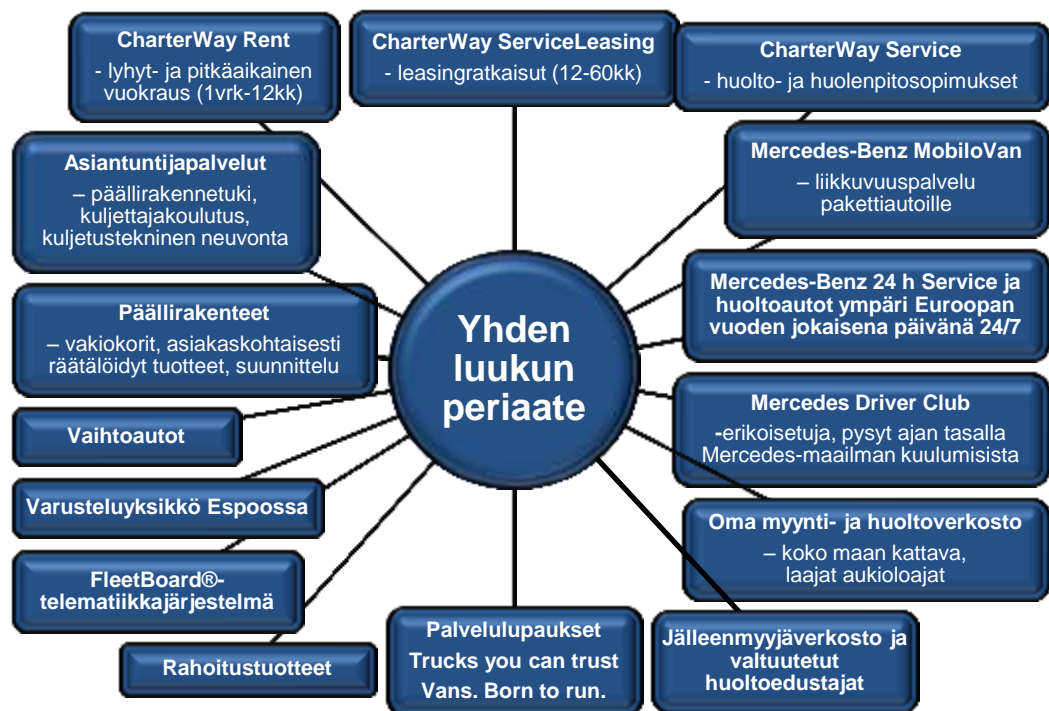 CharterWay Rent
- lyhyt- ja pitkäaikainen
vuokraus (1vrk-12kk)
CharterWay ServiceLeasing
- leasingratkaisut (12-60kk)
CharterWay Service
- huolto- ja huolenpitosopimukset
Asiantuntijapalvelut
– päällirakennetuki,
kuljettajakoulutus,
kuljetustekninen neuvonta
Mercedes-Benz MobiloVan
– liikkuvuuspalvelu
pakettiautoille
Päällirakenteet
– vakiokorit, asiakaskohtaisesti
räätälöidyt tuotteet, suunnittelu
Yhden
luukun
periaate
Mercedes-Benz 24 h Service ja
huoltoautot ympäri Euroopan
vuoden jokaisena päivänä 24/7
Vaihtoautot
Mercedes Driver Club
-erikoisetuja, pysyt ajan tasalla
Mercedes-maailman kuulumisista
Varusteluyksikkö Espoossa
Oma myynti- ja huoltoverkosto
– koko maan kattava,
laajat aukioloajat
FleetBoard®-
telematiikkajärjestelmä
Rahoitustuotteet
Palvelulupaukset
Trucks you can trust
Vans. Born to run.
Jälleenmyyjäverkosto ja
valtuutetut
huoltoedustajat